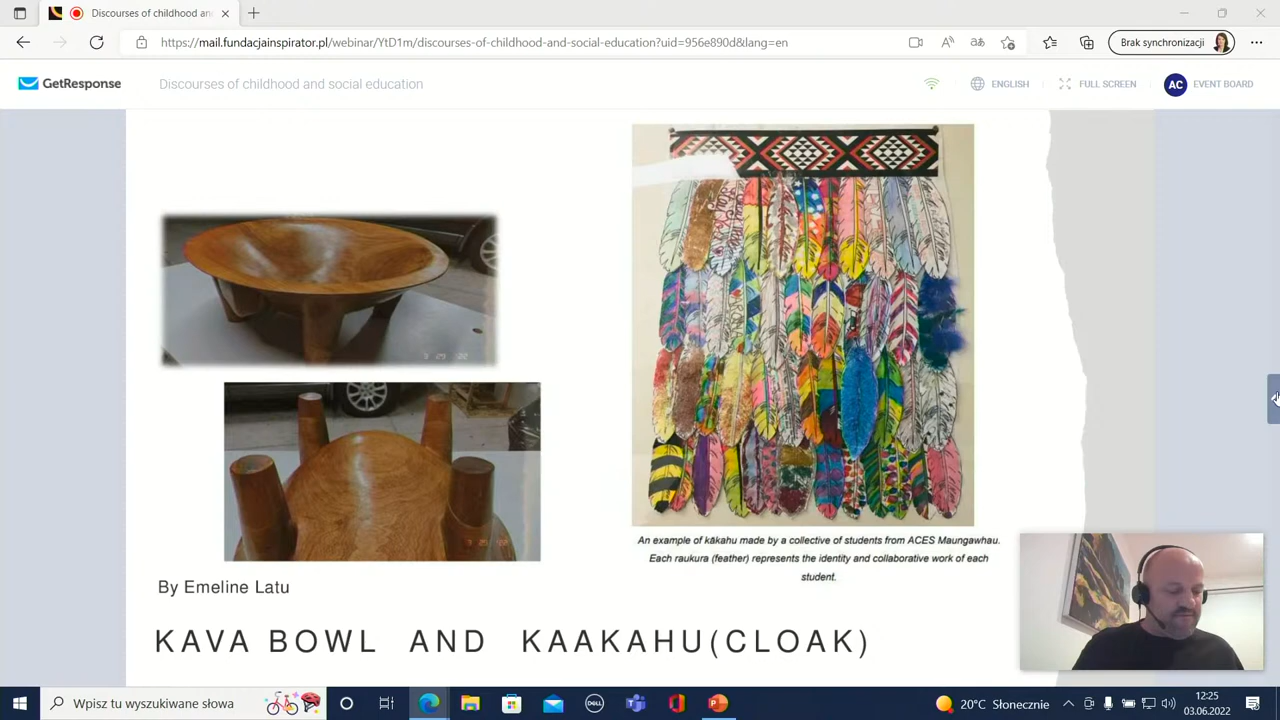 Discourses of childhood an
https://mail.fundacjainspirator.pl/webinar/YtD1m/discourses-of-childhood-and-social-education?uid=956e890d&lang=en
Brak synchronizacji
GetResponse
Discourses of childhood and social education
ENGLISH
FULL SCREEN
AC
EVENT BOARD
An example of kākahu made by a collective of students from ACES Maungawhau.
Each raukura (feather) represents the identity and collaborative work of each
student.
By Emeline Latu
KAVA BOWL AND KAAKAHU(CLOAK)
Wpisz tu wyszukiwane słowo
DELL
20°C Słonecznie
12:25
03.06.2022